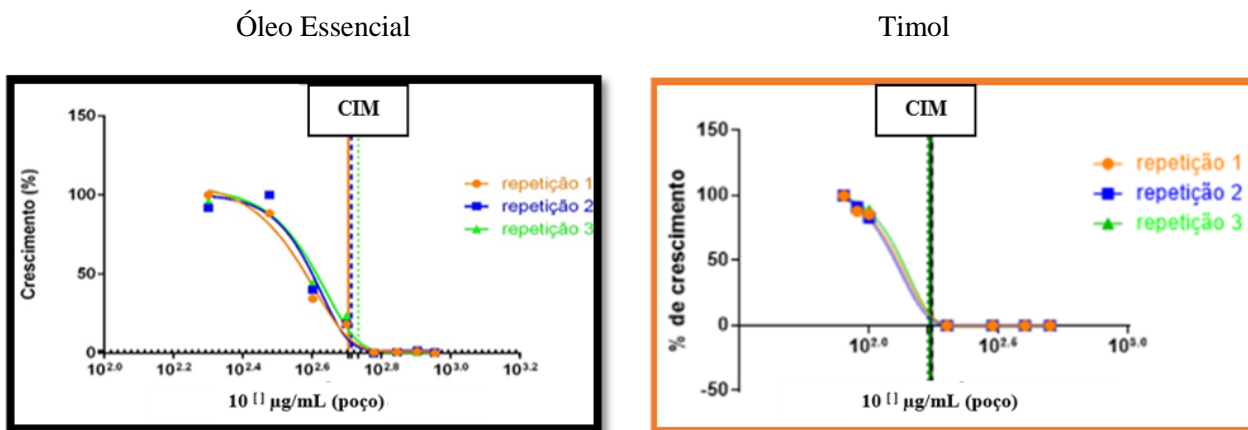 Óleo Essencial
CIM
150
100
50
0
Crescimento (%)
repetição 1
repetição 2
repetição 3
10^2.0 10^2.2 10^2.4 10^2.6 10^2.8 10^3.0 10^3.2
10 [] µg/mL (poço)
Timol
CIM
150
100
50
0
-50
% de crescimento
repetição 1
repetição 2
repetição 3
10^2.0 10^2.6 10^3.0
10 [] µg/mL (poço)